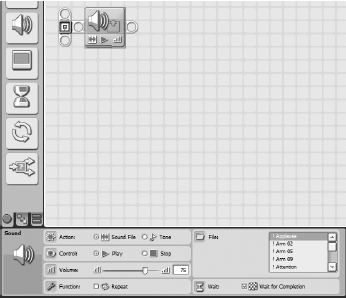 Sound
Action:
Sound File
Tone
Control:
Play
Stop
Volume:
75
Function:
Repeat
File:
! Applause
! Arm 02
! Arm 05
! Arm 09
! Attention
Wait:
Wait for Completion